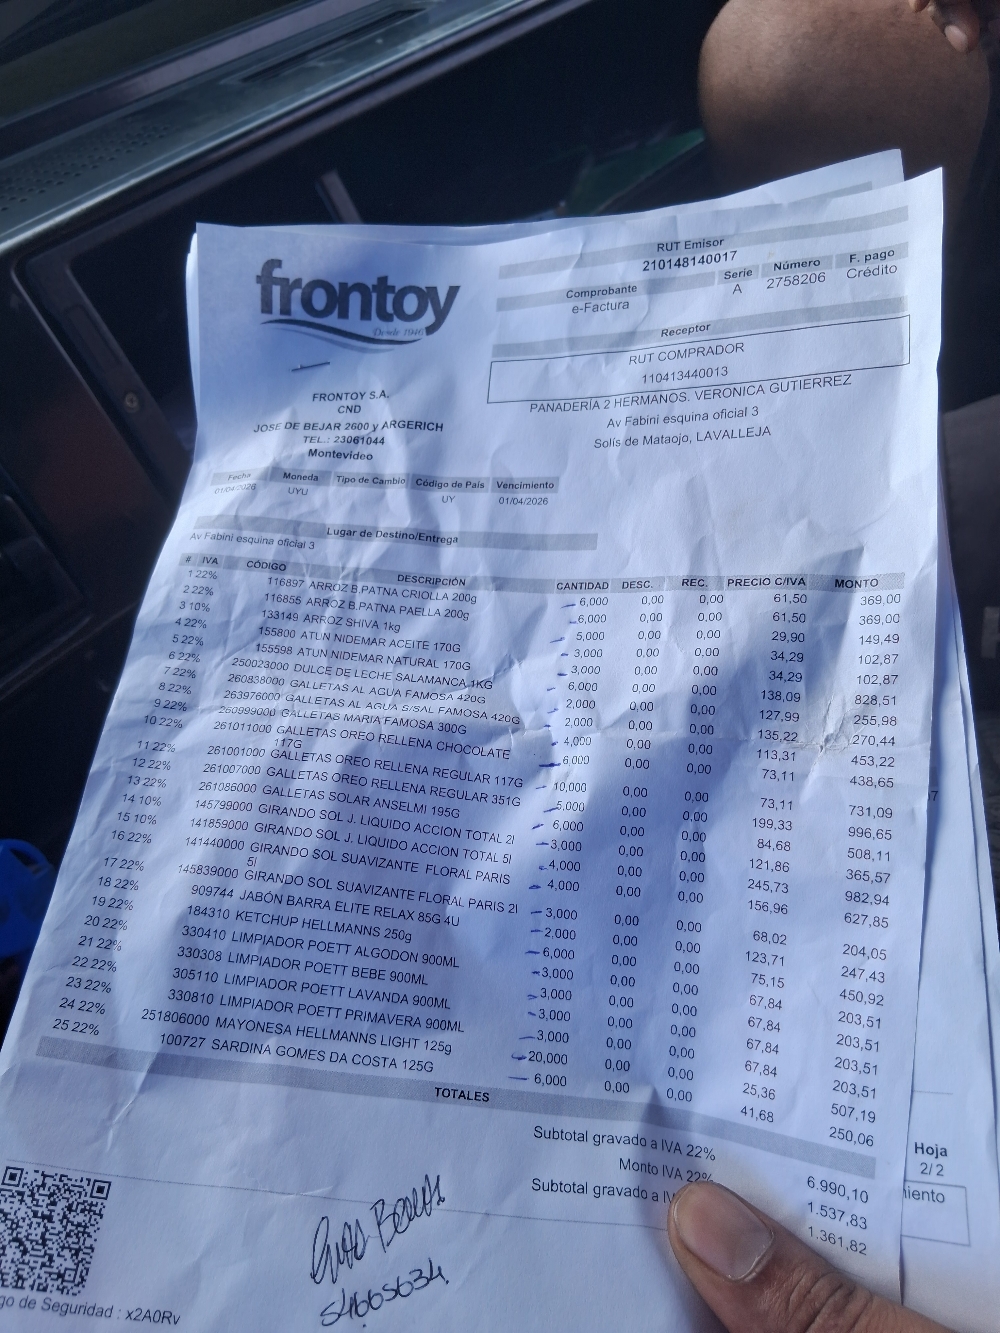 frontoy
Desde 1946
RUT Emisor
210148140017
Comprobante Serie Número F. pago
e-Factura A 2758206 Crédito
Receptor
RUT COMPRADOR
110413440013
PANADERÍA 2 HERMANOS. VERONICA GUTIERREZ
Av Fabini esquina oficial 3
Solís de Mataojo, LAVALLEJA
FRONTOY S.A.
CND
JOSE DE BEJAR 2600 y ARGERICH
TEL.: 23061044
Montevideo
Fecha Moneda Tipo de Cambio Código de País Vencimiento
01/04/2026 UYU UY 01/04/2026
Lugar de Destino/Entrega
Av Fabini esquina oficial 3
# IVA CÓDIGO DESCRIPCIÓN CANTIDAD DESC. REC. PRECIO C/IVA MONTO
1 22% 116897 ARROZ B.PATNA CRIOLLA 200g 6,000 0,00 0,00 61,50 369,00
2 22% 116855 ARROZ B.PATNA PAELLA 200g 6,000 0,00 0,00 61,50 369,00
3 10% 133149 ARROZ SHIVA 1kg 5,000 0,00 0,00 29,90 149,49
4 22% 155800 ATUN NIDEMAR ACEITE 170G 3,000 0,00 0,00 34,29 102,87
5 22% 155598 ATUN NIDEMAR NATURAL 170G 3,000 0,00 0,00 34,29 102,87
6 22% 250023000 DULCE DE LECHE SALAMANCA 1KG 6,000 0,00 0,00 138,09 828,51
7 22% 260838000 GALLETAS AL AGUA FAMOSA 420G 2,000 0,00 0,00 127,99 255,98
8 22% 263976000 GALLETAS AL AGUA S/SAL FAMOSA 420G 2,000 0,00 0,00 135,22 270,44
9 22% 260999000 GALLETAS MARIA FAMOSA 300G 4,000 0,00 0,00 113,31 453,22
10 22% 261011000 GALLETAS OREO RELLENA CHOCOLATE 6,000 0,00 0,00 73,11 438,65
117G
11 22% 261001000 GALLETAS OREO RELLENA REGULAR 117G 10,000 0,00 0,00 73,11 731,09
12 22% 261007000 GALLETAS OREO RELLENA REGULAR 351G 5,000 0,00 0,00 199,33 996,65
13 22% 261086000 GALLETAS SOLAR ANSELMI 195G 6,000 0,00 0,00 84,68 508,11
14 10% 145799000 GIRANDO SOL J. LIQUIDO ACCION TOTAL 2l 3,000 0,00 0,00 121,86 365,57
15 10% 141859000 GIRANDO SOL J. LIQUIDO ACCION TOTAL 5l 4,000 0,00 0,00 245,73 982,94
16 22% 141440000 GIRANDO SOL SUAVIZANTE FLORAL PARIS 4,000 0,00 0,00 156,96 627,85
5l
17 22% 145839000 GIRANDO SOL SUAVIZANTE FLORAL PARIS 2l 3,000 0,00 0,00 68,02 204,05
18 22% 909744 JABÓN BARRA ELITE RELAX 85G 4U 2,000 0,00 0,00 123,71 247,43
19 22% 184310 KETCHUP HELLMANNS 250g 6,000 0,00 0,00 75,15 450,92
20 22% 330410 LIMPIADOR POETT ALGODON 900ML 3,000 0,00 0,00 67,84 203,51
21 22% 330308 LIMPIADOR POETT BEBE 900ML 3,000 0,00 0,00 67,84 203,51
22 22% 305110 LIMPIADOR POETT LAVANDA 900ML 3,000 0,00 0,00 67,84 203,51
23 22% 330810 LIMPIADOR POETT PRIMAVERA 900ML 3,000 0,00 0,00 67,84 203,51
24 22% 251806000 MAYONESA HELLMANNS LIGHT 125g 20,000 0,00 0,00 25,36 507,19
25 22% 100727 SARDINA GOMES DA COSTA 125G 6,000 0,00 0,00 41,68 250,06
TOTALES
Subtotal gravado a IVA 22% 6.990,10
Monto IVA 22% 1.537,83
Subtotal gravado a 1.361,82
Hoja
2/ 2
54665634
go de Seguridad : x2A0Rv